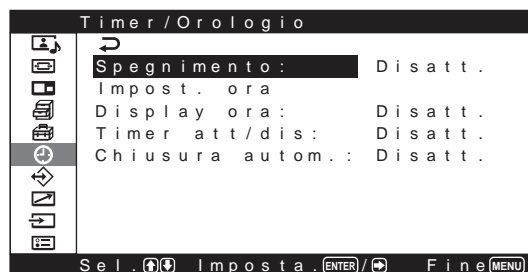 Timer/Orologio
Spegnimento: Disatt.
Impost. ora
Display ora: Disatt.
Timer att/dis: Disatt.
Chiusura autom.: Disatt.
Sel. Imposta. ENTER / Fine MENU